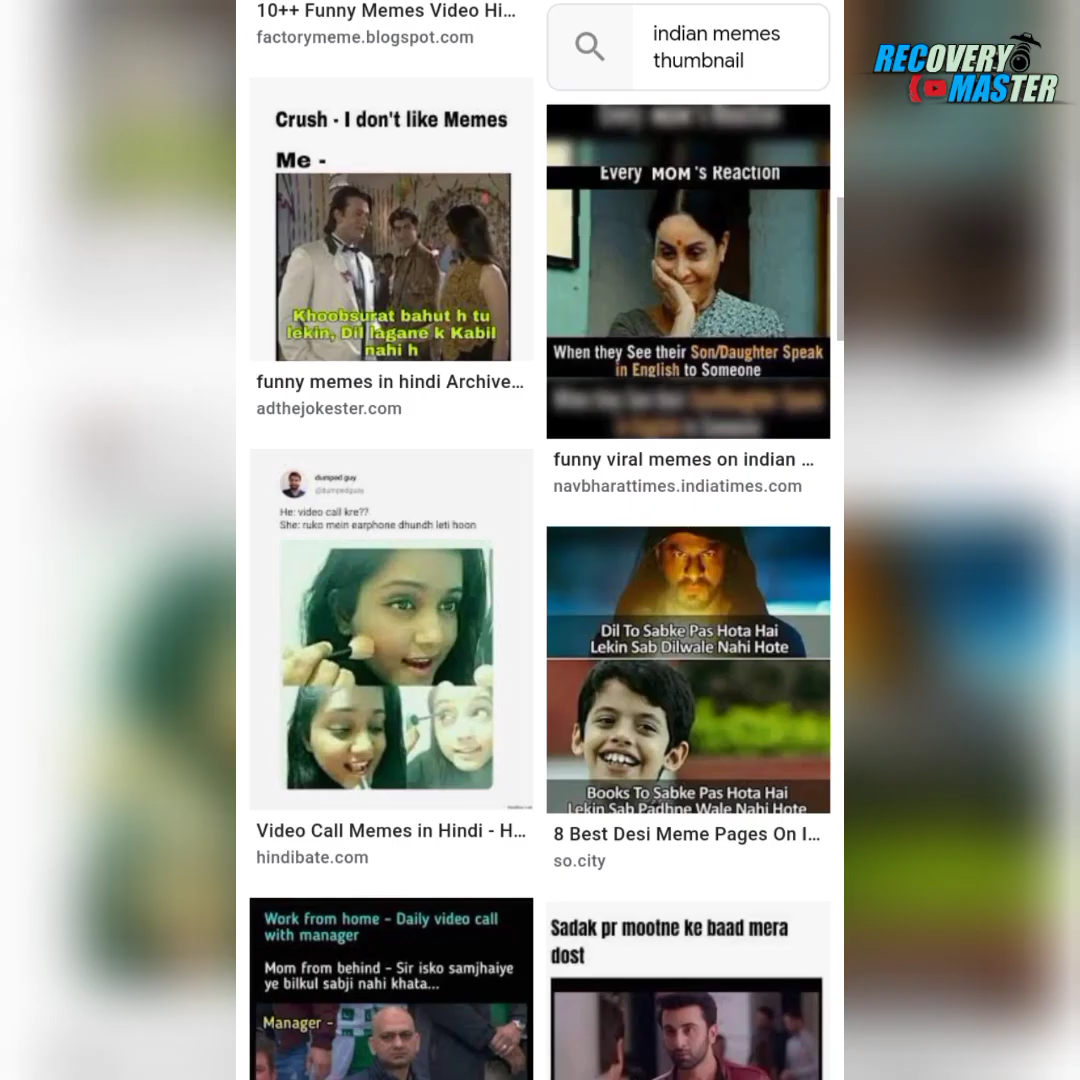 10++ Funny Memes Video Hi...
factorymeme.blogspot.com
Crush - I don't like Memes
Me -
Khoobsurat bahut h tu
lekin, Dil lagane k Kabil
nahi h
funny memes in hindi Archive...
adthejokester.com
dumped guy
@dumpedguy
He: video call kre??
She: ruko mein earphone dhundh leti hoon
Video Call Memes in Hindi - H...
hindibate.com
Work from home - Daily video call
with manager
Mom from behind - Sir isko samjhaiye
ye bilkul sabji nahi khata...
Manager -
indian memes
thumbnail
Every MOM's Reaction
When they See their Son/Daughter Speak
in English to Someone
funny viral memes on indian ...
navbharattimes.indiatimes.com
Dil To Sabke Pas Hota Hai
Lekin Sab Dilwale Nahi Hote
Books To Sabke Pas Hota Hai
Lekin Sab Padhne Wale Nahi Hote
8 Best Desi Meme Pages On I...
so.city
Sadak pr mootne ke baad mera
dost
RECOVERY
MASTER